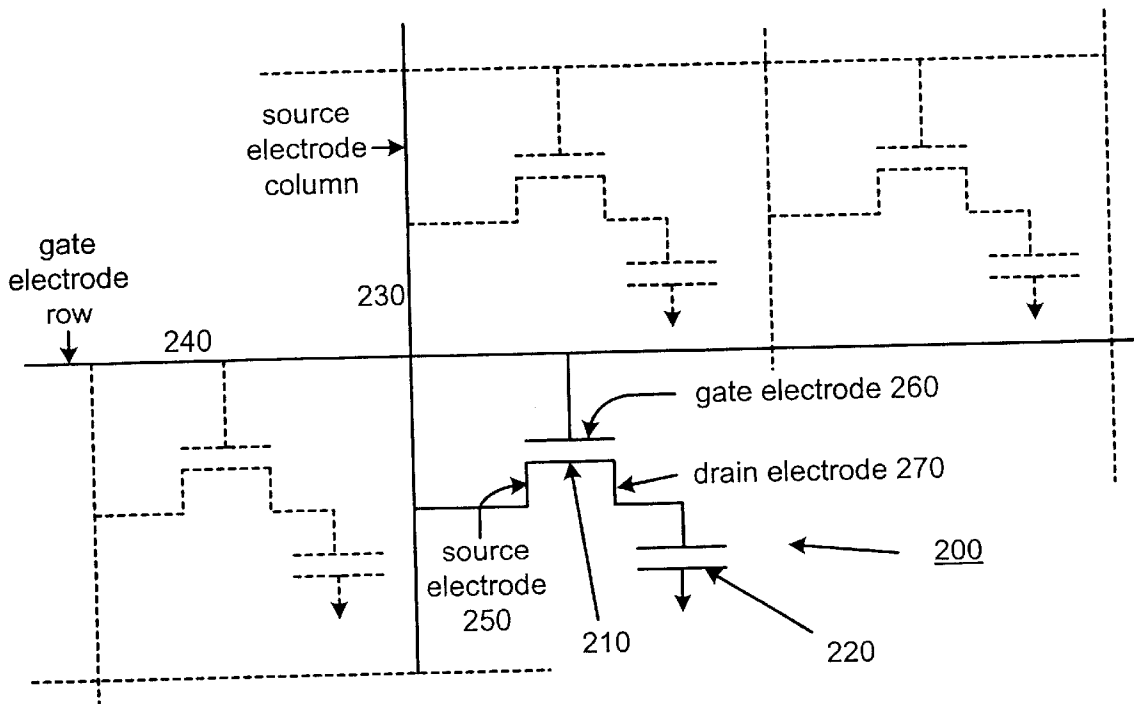 source
electrode
column
gate
electrode
row
230
240
gate electrode 260
drain electrode 270
source
electrode
250
210
220
200